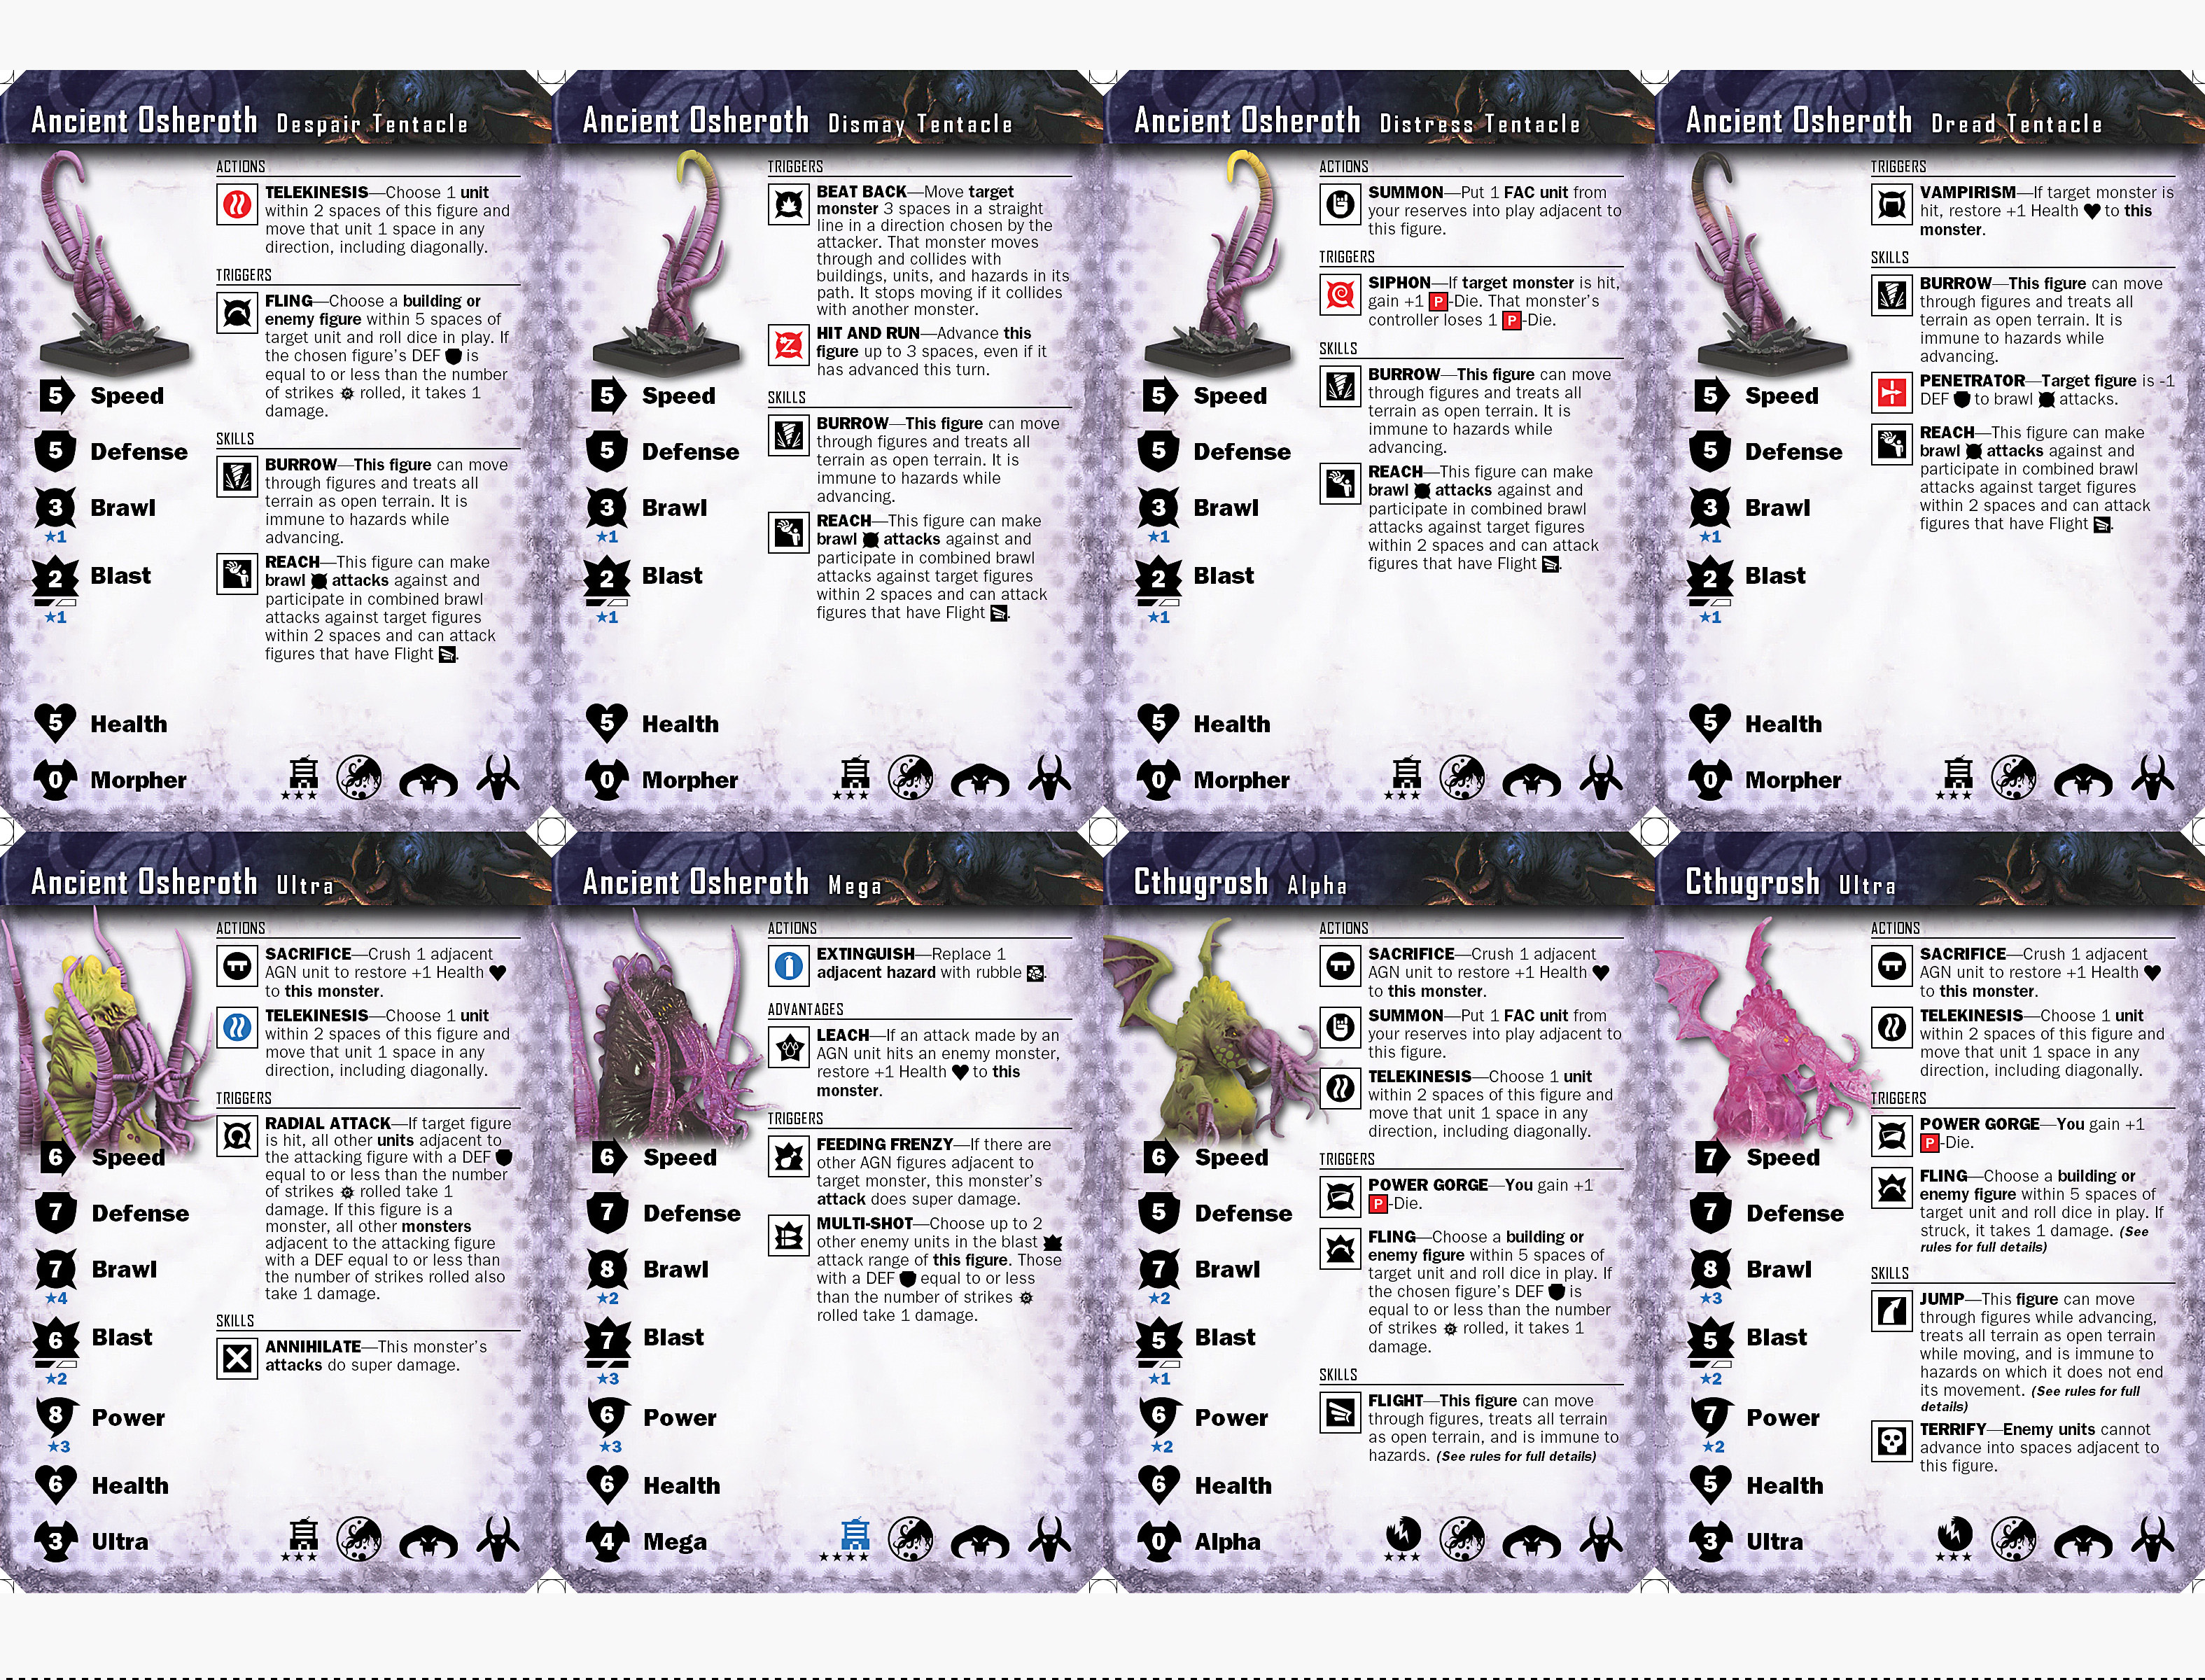 Ancient Osheroth Despair Tentacle
ACTIONS
TELEKINESIS—Choose 1 unit
within 2 spaces of this figure and
move that unit 1 space in any
direction, including diagonally.
TRIGGERS
FLING—Choose a building or
enemy figure within 5 spaces of
target unit and roll dice in play. If
the chosen figure's DEF is
equal to or less than the number
of strikes rolled, it takes 1
damage.
SKILLS
BURROW—This figure can move
through figures and treats all
terrain as open terrain. It is
immune to hazards while
advancing.
REACH—This figure can make
brawl attacks against and
participate in combined brawl
attacks against target figures
within 2 spaces and can attack
figures that have Flight .
5 Speed
5 Defense
3 Brawl
★1
2 Blast
★1
5 Health
0 Morpher
★★★
Ancient Osheroth Dismay Tentacle
TRIGGERS
BEAT BACK—Move target
monster 3 spaces in a straight
line in a direction chosen by the
attacker. That monster moves
through and collides with
buildings, units, and hazards in its
path. It stops moving if it collides
with another monster.
HIT AND RUN—Advance this
figure up to 3 spaces, even if it
has advanced this turn.
SKILLS
BURROW—This figure can move
through figures and treats all
terrain as open terrain. It is
immune to hazards while
advancing.
REACH—This figure can make
brawl attacks against and
participate in combined brawl
attacks against target figures
within 2 spaces and can attack
figures that have Flight .
5 Speed
5 Defense
3 Brawl
★1
2 Blast
★1
5 Health
0 Morpher
★★★
Ancient Osheroth Distress Tentacle
ACTIONS
SUMMON—Put 1 FAC unit from
your reserves into play adjacent to
this figure.
TRIGGERS
SIPHON—If target monster is hit,
gain +1 P-Die. That monster's
controller loses 1 P-Die.
SKILLS
BURROW—This figure can move
through figures and treats all
terrain as open terrain. It is
immune to hazards while
advancing.
REACH—This figure can make
brawl attacks against and
participate in combined brawl
attacks against target figures
within 2 spaces and can attack
figures that have Flight .
5 Speed
5 Defense
3 Brawl
★1
2 Blast
★1
5 Health
0 Morpher
★★★
Ancient Osheroth Dread Tentacle
TRIGGERS
VAMPIRISM—If target monster is
hit, restore +1 Health to this
monster.
SKILLS
BURROW—This figure can move
through figures and treats all
terrain as open terrain. It is
immune to hazards while
advancing.
PENETRATOR—Target figure is -1
DEF to brawl attacks.
REACH—This figure can make
brawl attacks against and
participate in combined brawl
attacks against target figures
within 2 spaces and can attack
figures that have Flight .
5 Speed
5 Defense
3 Brawl
★1
2 Blast
★1
5 Health
0 Morpher
★★★
Ancient Osheroth Ultra
ACTIONS
SACRIFICE—Crush 1 adjacent
AGN unit to restore +1 Health
to this monster.
TELEKINESIS—Choose 1 unit
within 2 spaces of this figure and
move that unit 1 space in any
direction, including diagonally.
TRIGGERS
RADIAL ATTACK—If target figure
is hit, all other units adjacent to
the attacking figure with a DEF
equal to or less than the number
of strikes rolled take 1
damage. If this figure is a
monster, all other monsters
adjacent to the attacking figure
with a DEF equal to or less than
the number of strikes rolled also
take 1 damage.
SKILLS
ANNIHILATE—This monster's
attacks do super damage.
6 Speed
7 Defense
7 Brawl
★4
6 Blast
★2
8 Power
★3
6 Health
3 Ultra
★★★
Ancient Osheroth Mega
ACTIONS
EXTINGUISH—Replace 1
adjacent hazard with rubble .
ADVANTAGES
LEACH—If an attack made by an
AGN unit hits an enemy monster,
restore +1 Health to this
monster.
TRIGGERS
FEEDING FRENZY—If there are
other AGN figures adjacent to
target monster, this monster's
attack does super damage.
MULTI-SHOT—Choose up to 2
other enemy units in the blast
attack range of this figure. Those
with a DEF equal to or less
than the number of strikes
rolled take 1 damage.
6 Speed
7 Defense
8 Brawl
★2
7 Blast
★3
6 Power
★3
6 Health
4 Mega
★★★★
Cthugrosh Alpha
ACTIONS
SACRIFICE—Crush 1 adjacent
AGN unit to restore +1 Health
to this monster.
SUMMON—Put 1 FAC unit from
your reserves into play adjacent to
this figure.
TELEKINESIS—Choose 1 unit
within 2 spaces of this figure and
move that unit 1 space in any
direction, including diagonally.
TRIGGERS
POWER GORGE—You gain +1
P-Die.
FLING—Choose a building or
enemy figure within 5 spaces of
target unit and roll dice in play. If
the chosen figure's DEF is
equal to or less than the number
of strikes rolled, it takes 1
damage.
SKILLS
FLIGHT—This figure can move
through figures, treats all terrain
as open terrain, and is immune to
hazards. (See rules for full details)
6 Speed
5 Defense
7 Brawl
★2
5 Blast
★1
6 Power
★2
6 Health
0 Alpha
★★★
Cthugrosh Ultra
ACTIONS
SACRIFICE—Crush 1 adjacent
AGN unit to restore +1 Health
to this monster.
TELEKINESIS—Choose 1 unit
within 2 spaces of this figure and
move that unit 1 space in any
direction, including diagonally.
TRIGGERS
POWER GORGE—You gain +1
P-Die.
FLING—Choose a building or
enemy figure within 5 spaces of
target unit and roll dice in play. If
struck, it takes 1 damage. (See
rules for full details)
SKILLS
JUMP—This figure can move
through figures while advancing,
treats all terrain as open terrain
while moving, and is immune to
hazards on which it does not end
its movement. (See rules for full
details)
TERRIFY—Enemy units cannot
advance into spaces adjacent to
this figure.
7 Speed
7 Defense
8 Brawl
★3
5 Blast
★2
7 Power
★2
5 Health
3 Ultra
★★★